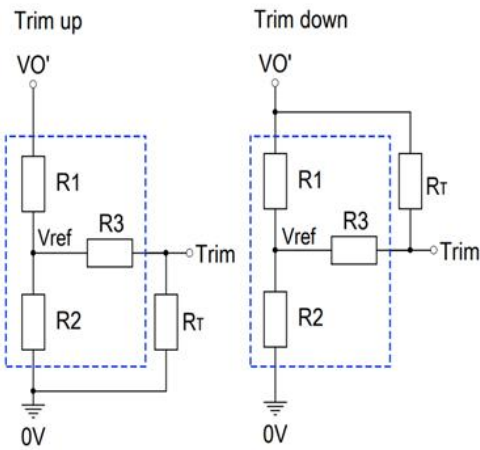 Trim up
VO'
R1
R3
Vref
Trim
R2
RT
0V
Trim down
VO'
R1
RT
R3
Vref
Trim
R2
0V